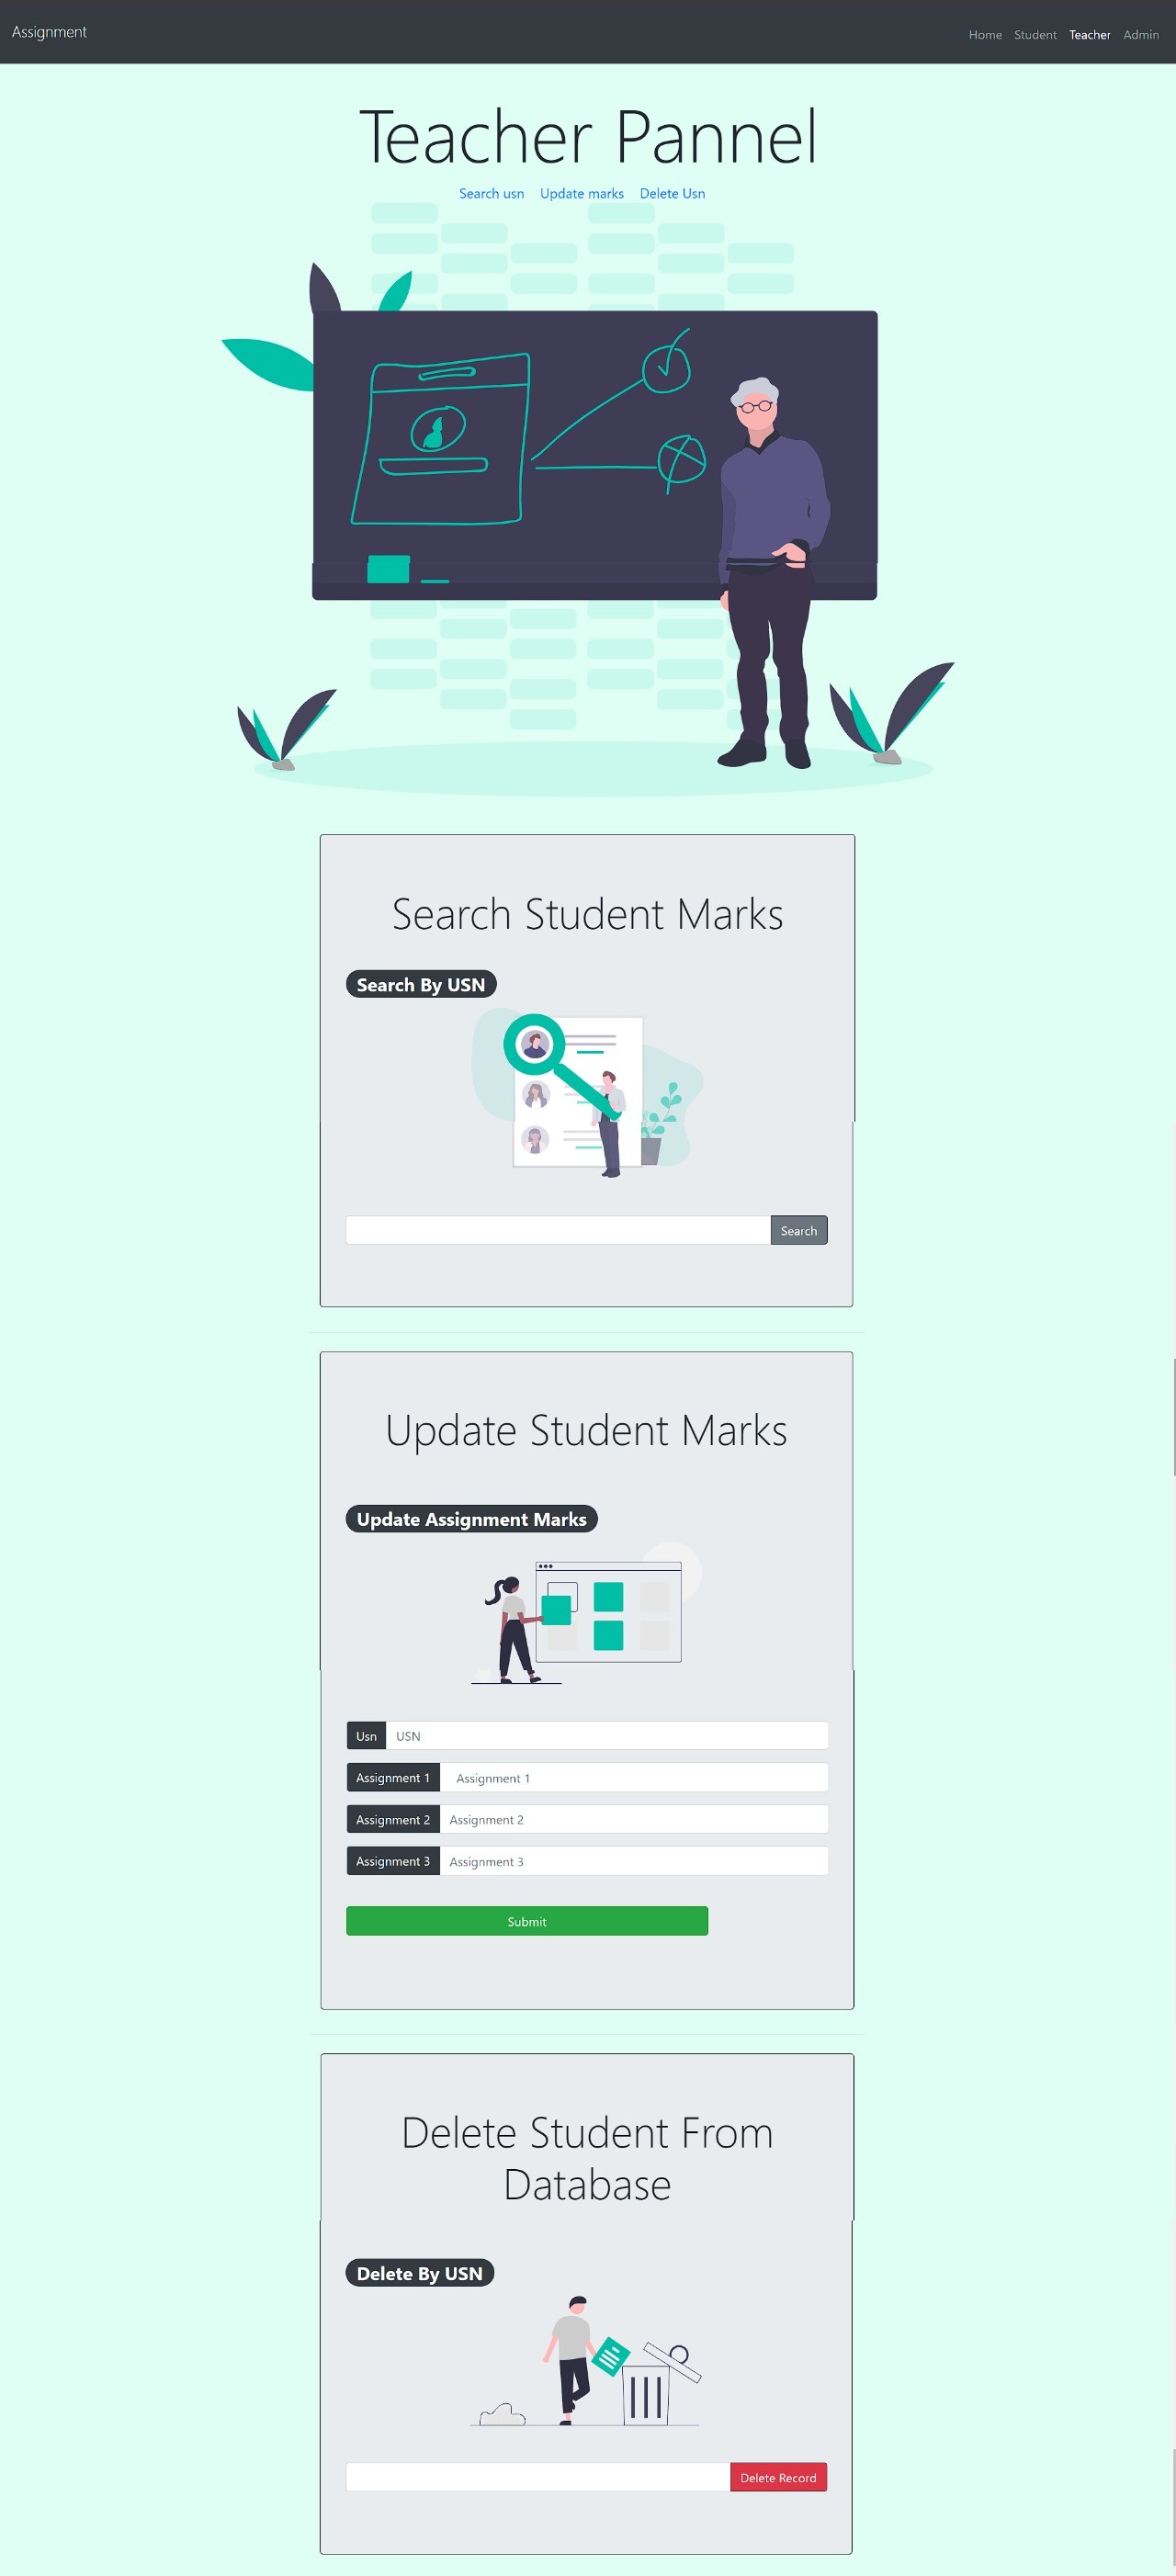 Assignment
Home Student Teacher Admin
Teacher Pannel
Search usn Update marks Delete Usn
Search Student Marks
Search By USN
Search
Update Student Marks
Update Assignment Marks
Usn USN
Assignment 1 Assignment 1
Assignment 2 Assignment 2
Assignment 3 Assignment 3
Submit
Delete Student From
Database
Delete By USN
Delete Record